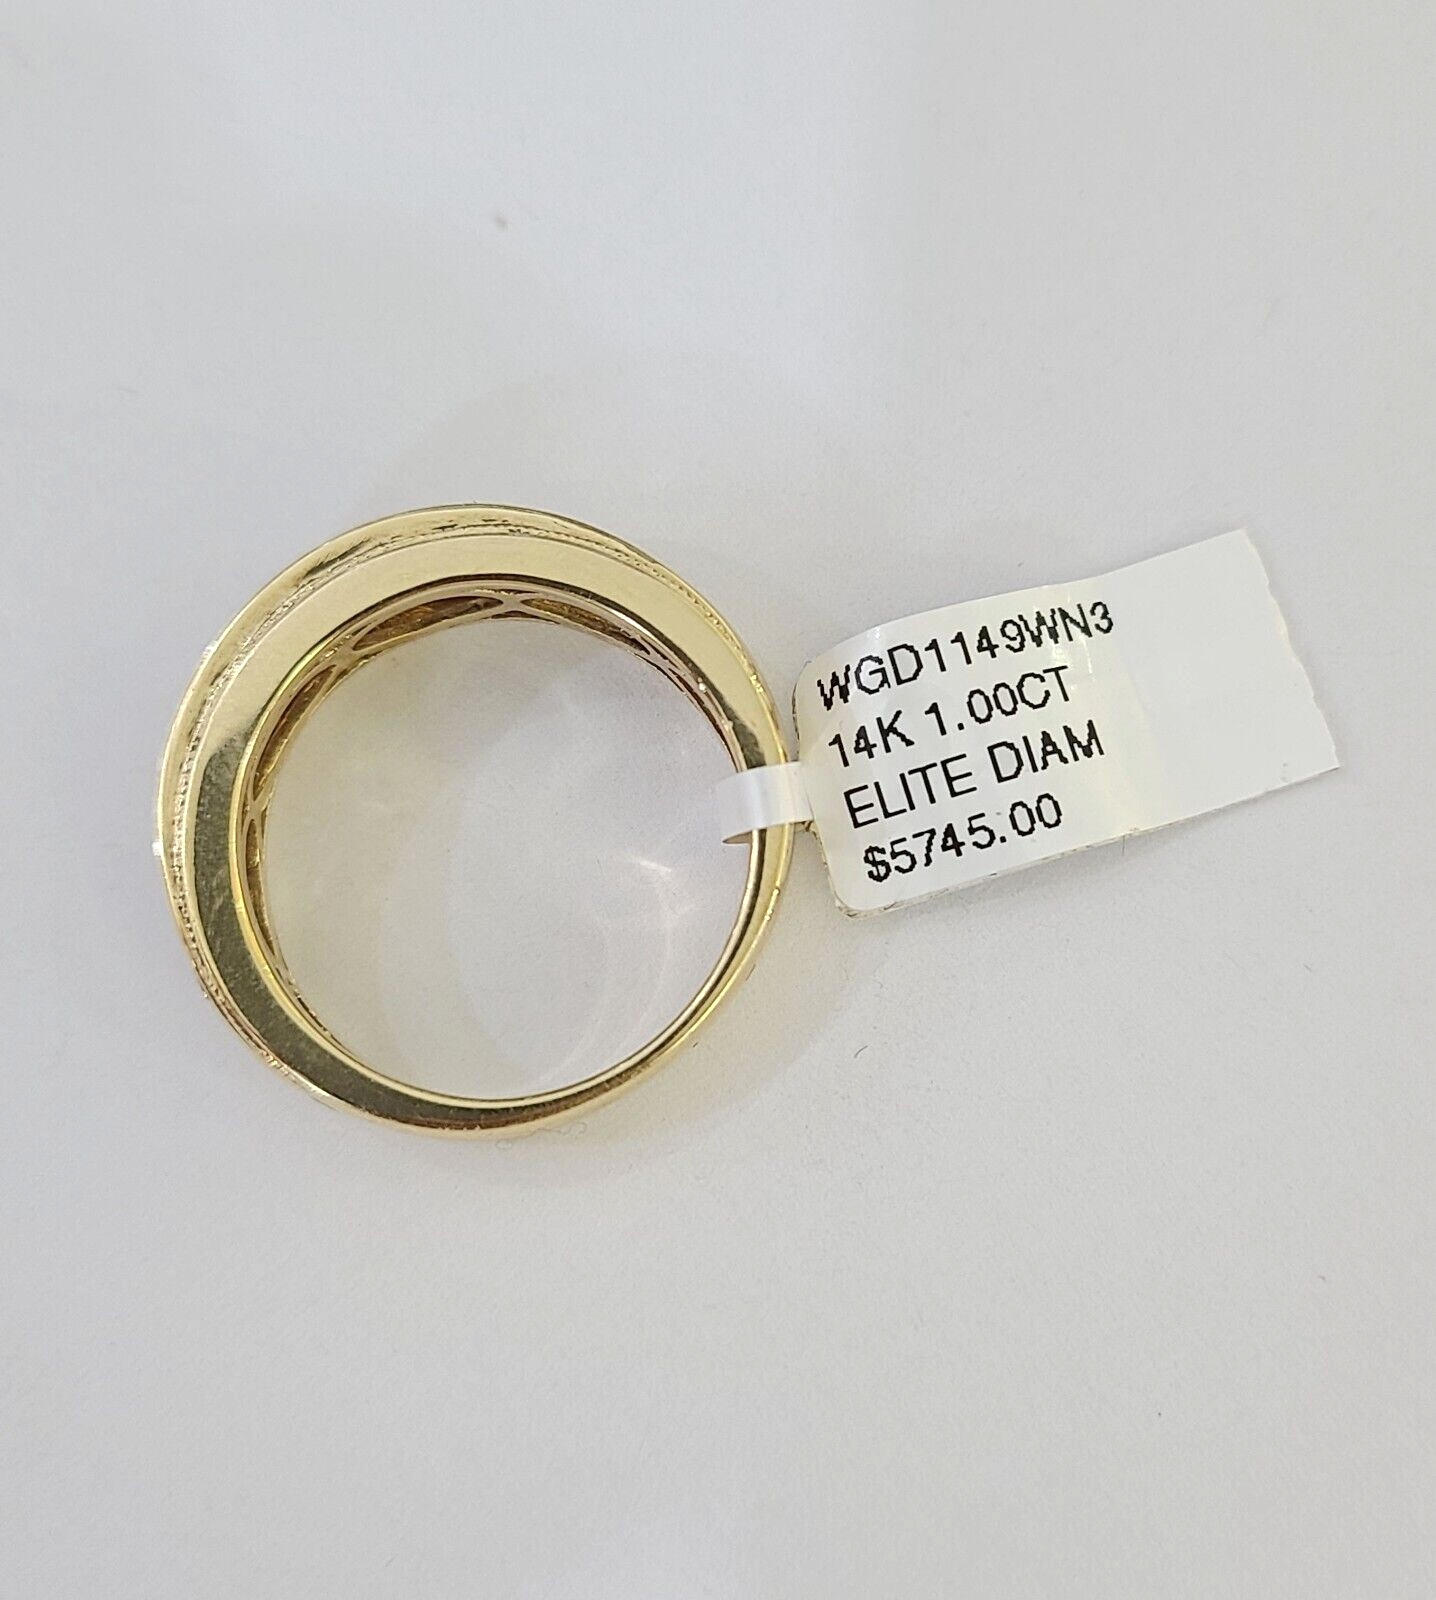 WGD1149WN3
14K 1.00CT
ELITE DIAM
$5745.00